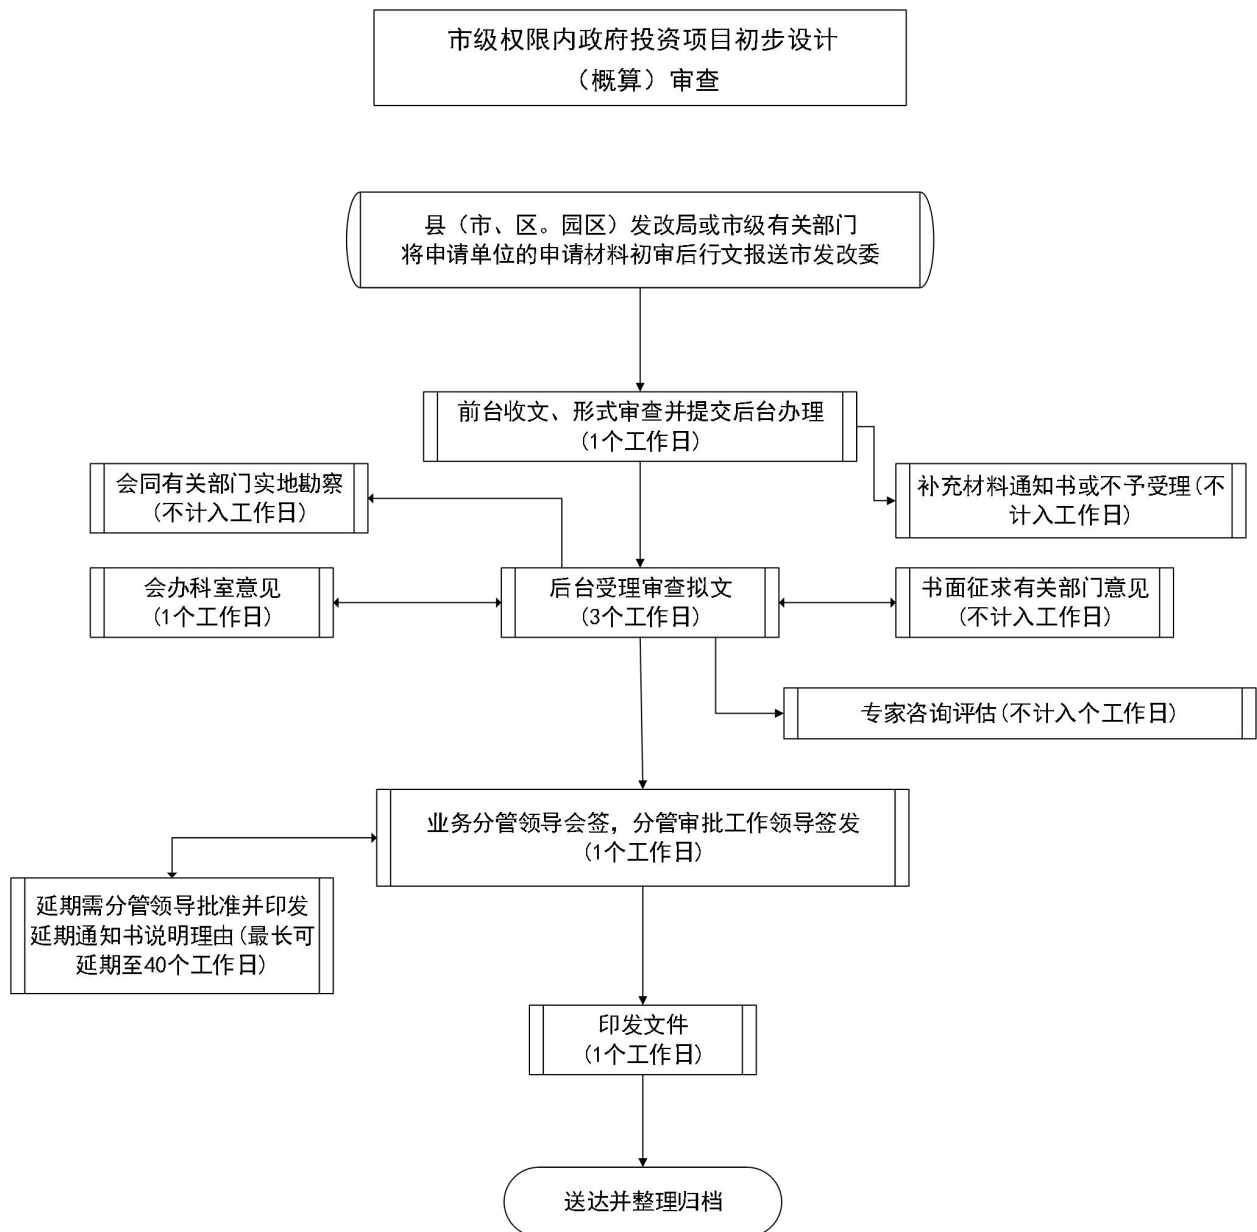 市级权限内政府投资项目初步设计
（概算）审查
县（市、区。园区）发改局或市级有关部门
将申请单位的申请材料初审后行文报送市发改委
前台收文、形式审查并提交后台办理
(1个工作日)
会同有关部门实地勘察
(不计入工作日)
补充材料通知书或不予受理(不
计入工作日)
会办科室意见
(1个工作日)
后台受理审查拟文
(3个工作日)
书面征求有关部门意见
(不计入工作日)
专家咨询评估(不计入个工作日)
业务分管领导会签，分管审批工作领导签发
(1个工作日)
延期需分管领导批准并印发
延期通知书说明理由(最长可
延期至40个工作日)
印发文件
(1个工作日)
送达并整理归档